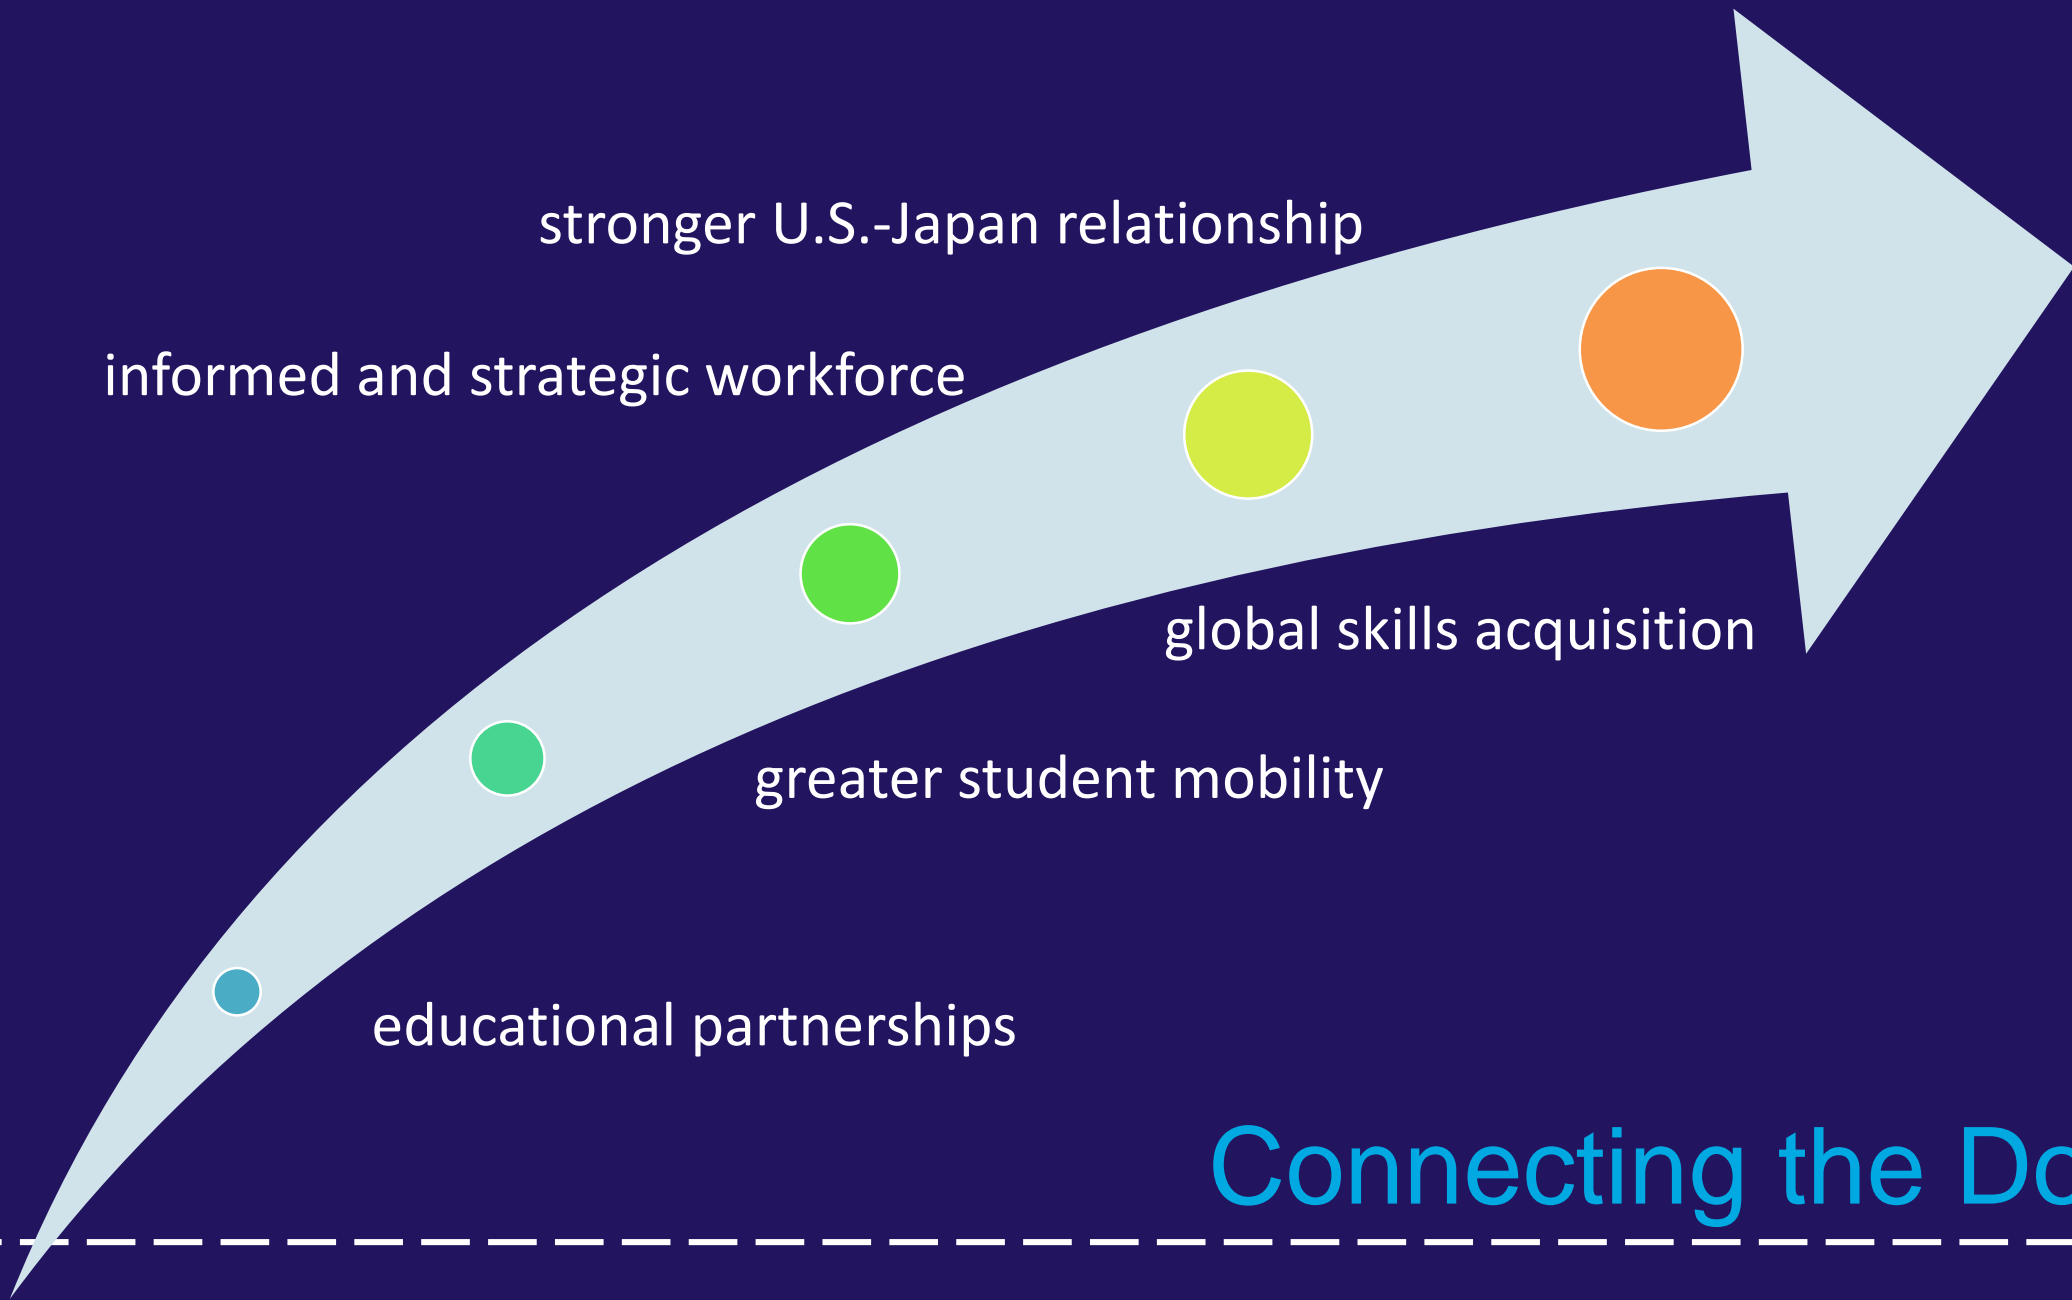 stronger U.S.-Japan relationship
informed and strategic workforce
global skills acquisition
greater student mobility
educational partnerships
Connecting the